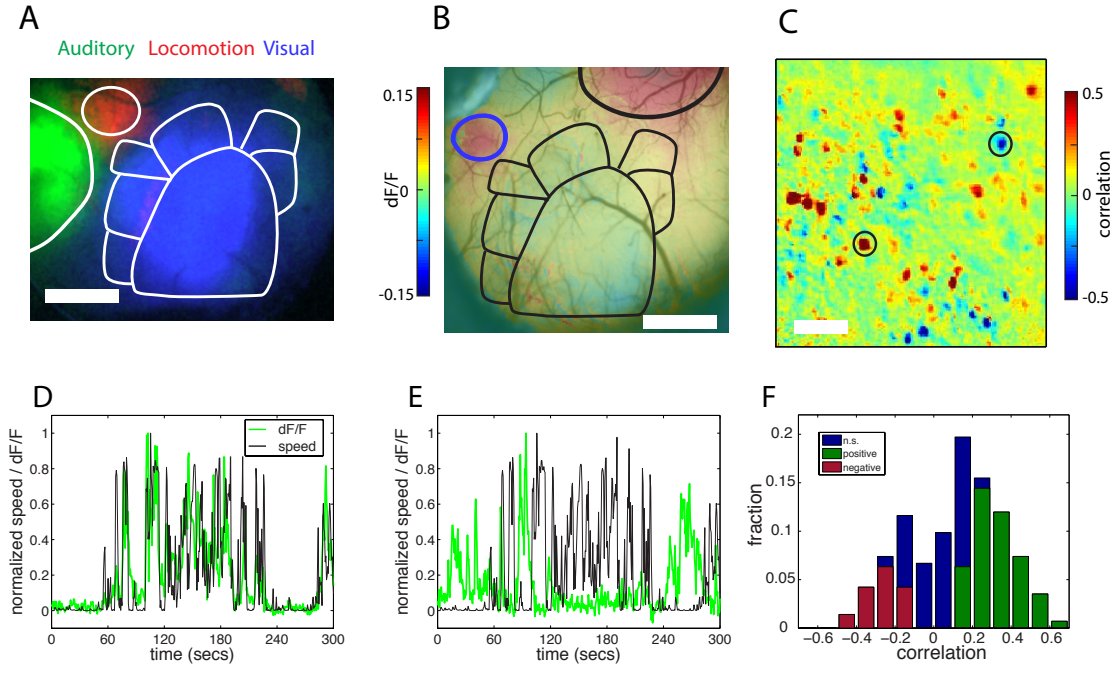 A
Auditory Locomotion Visual
B
0.15
0
-0.15
dF/F
C
0.5
0
-0.5
correlation
D
normalized speed / dF/F
1
0.8
0.6
0.4
0.2
0
dF/F
speed
0 60 120 180 240 300
time (secs)
E
normalized speed / dF/F
1
0.8
0.6
0.4
0.2
0
0 60 120 180 240 300
time (secs)
F
fraction
0.2
0.15
0.1
0.05
0
n.s.
positive
negative
−0.6 −0.4 −0.2 0 0.2 0.4 0.6
correlation